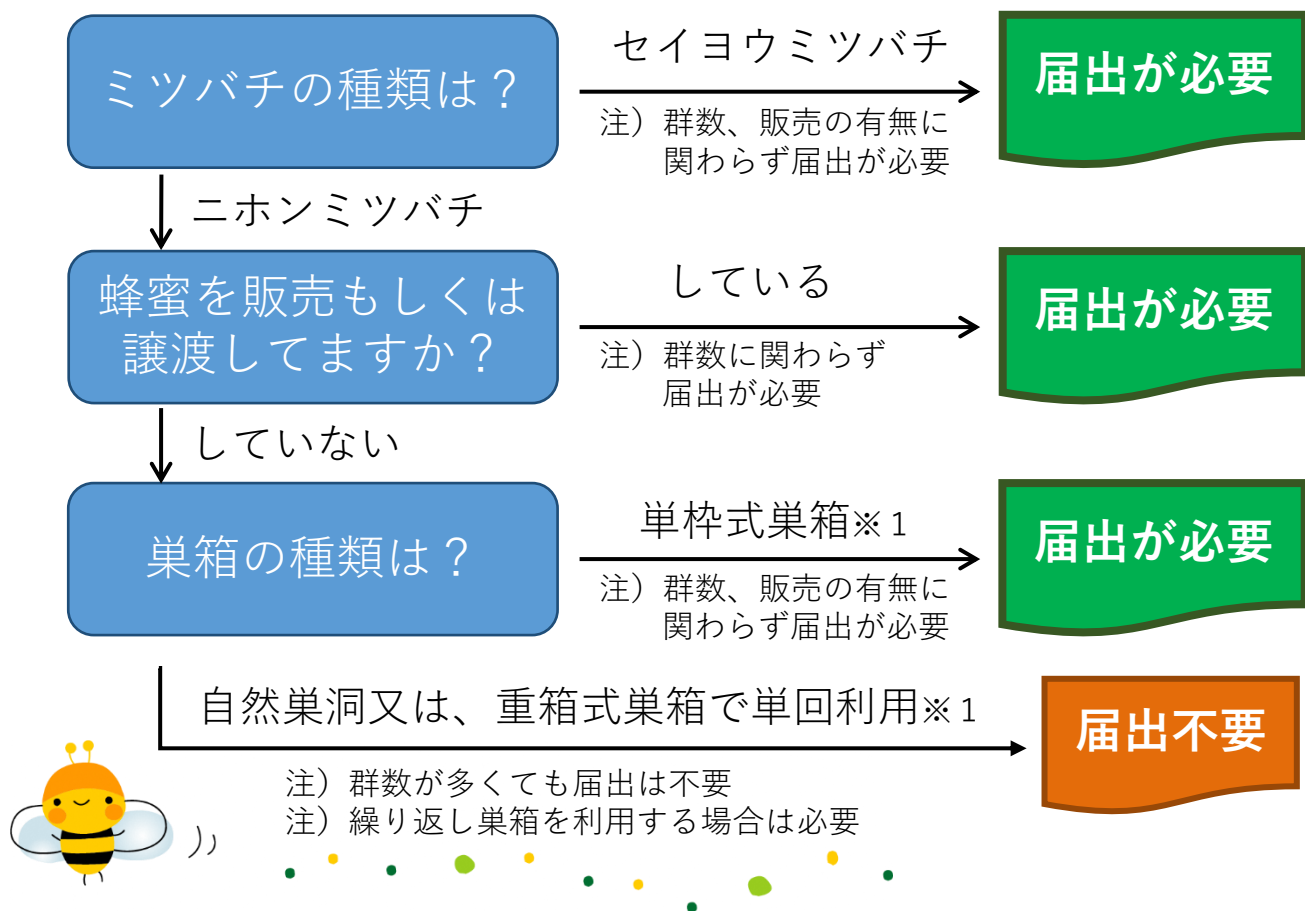 ミツバチの種類は？
セイヨウミツバチ
注）群数、販売の有無に
関わらず届出が必要
届出が必要
ニホンミツバチ
蜂蜜を販売もしくは
譲渡してますか？
している
注）群数に関わらず
届出が必要
届出が必要
していない
巣箱の種類は？
単枠式巣箱※1
注）群数、販売の有無に
関わらず届出が必要
届出が必要
自然巣洞又は、重箱式巣箱で単回利用※1
注）群数が多くても届出は不要
注）繰り返し巣箱を利用する場合は必要
届出不要